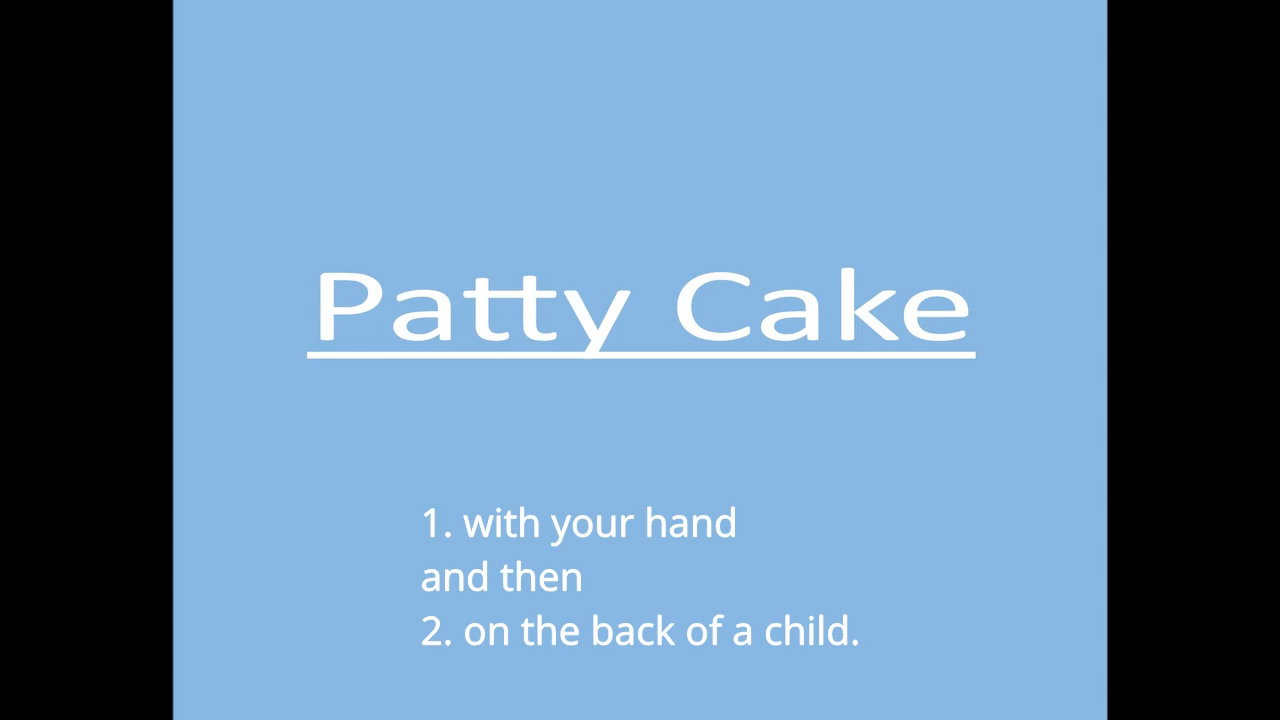 Patty Cake
1. with your hand
and then
2. on the back of a child.